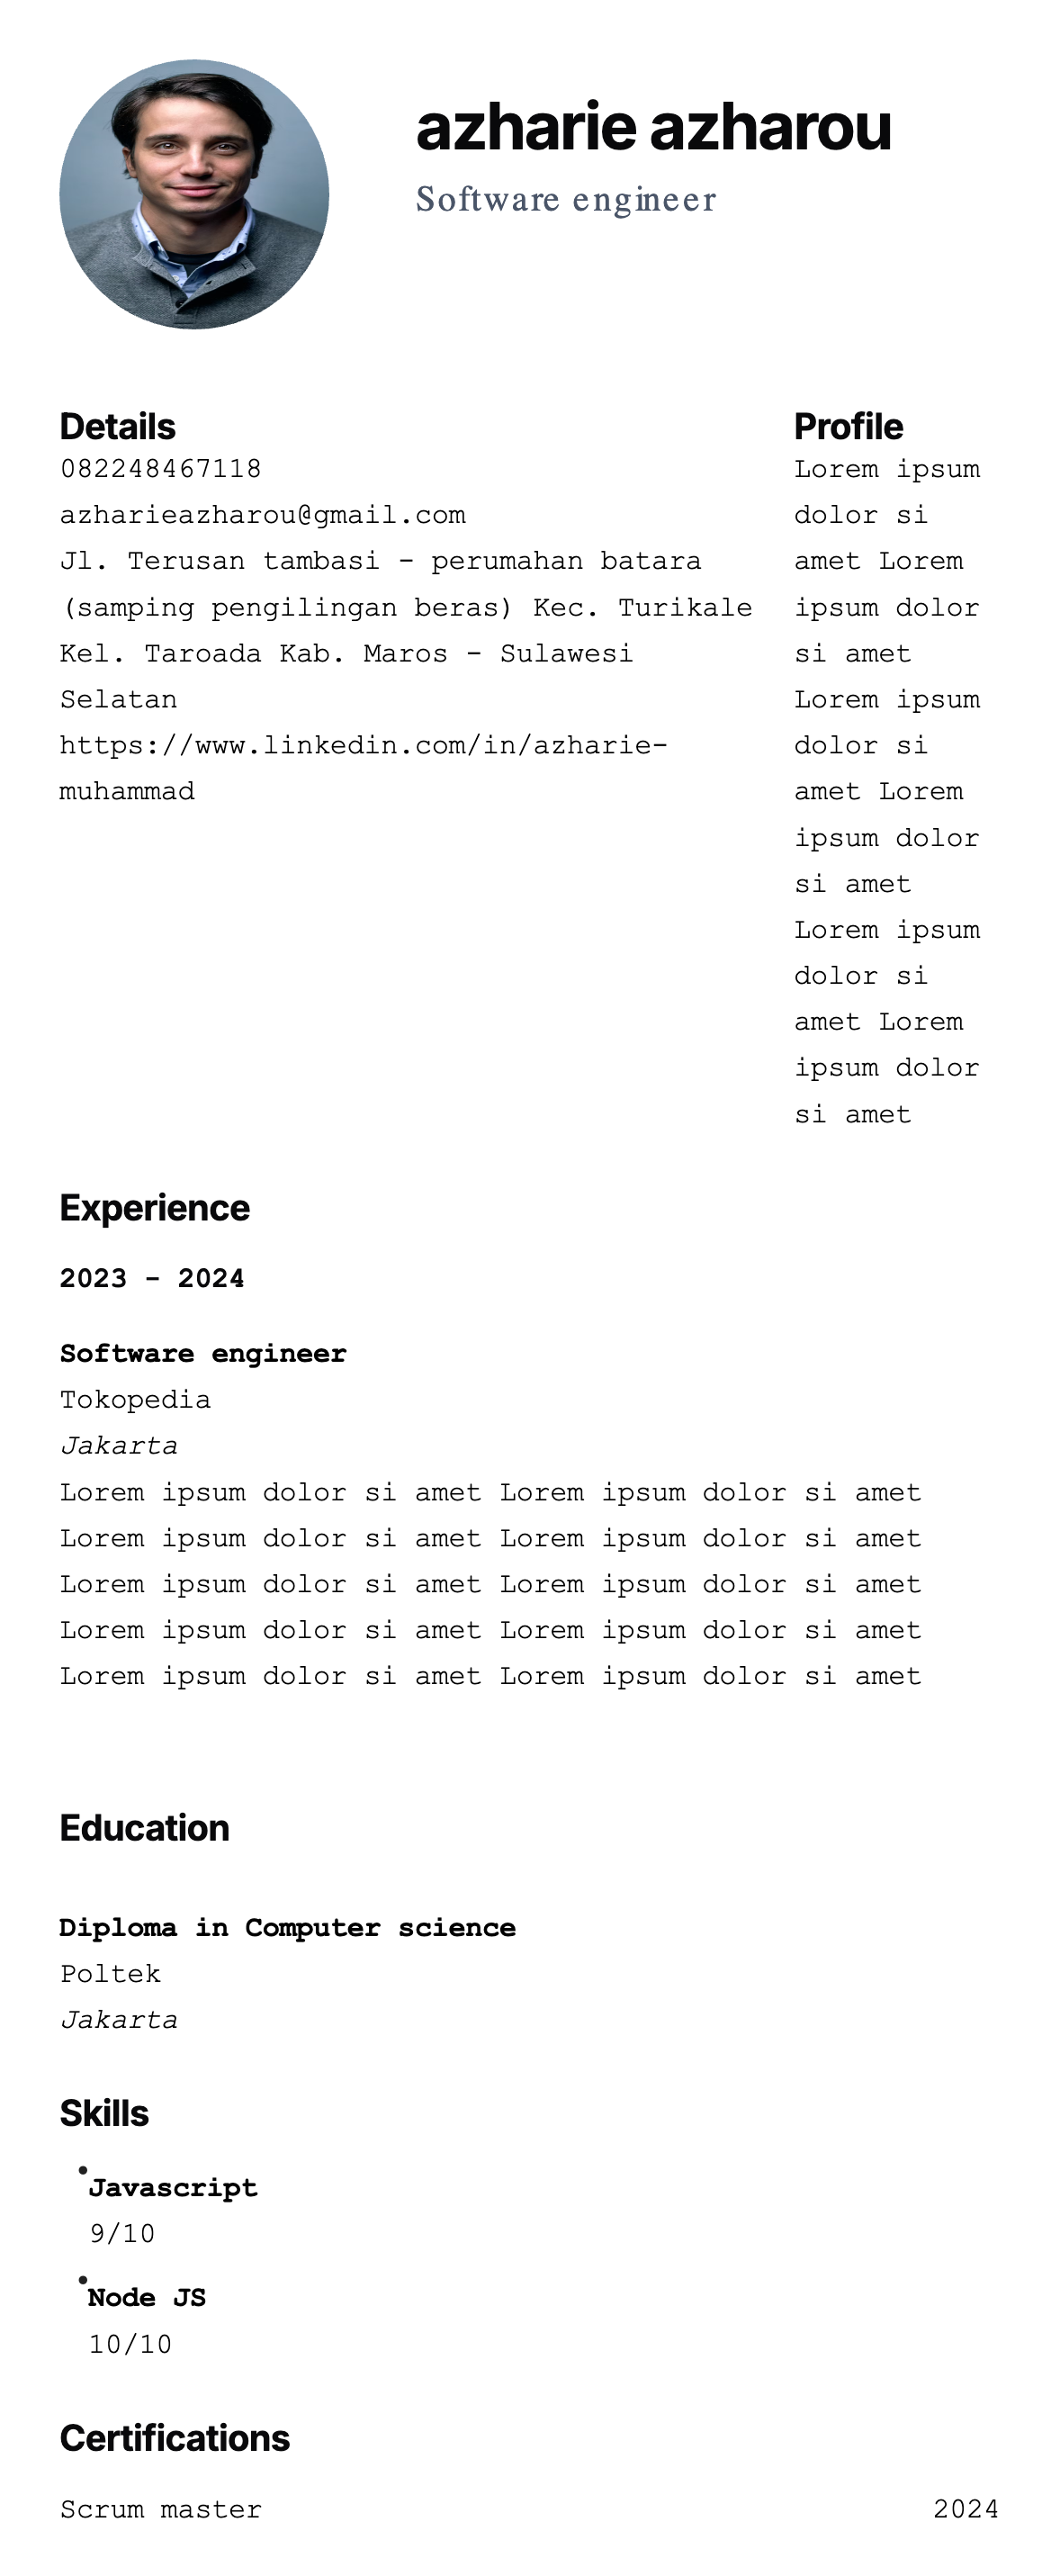 azharie azharou
Software engineer
Details
082248467118
azharieazharou@gmail.com
Jl. Terusan tambasi - perumahan batara
(samping pengilingan beras) Kec. Turikale
Kel. Taroada Kab. Maros - Sulawesi
Selatan
https://www.linkedin.com/in/azharie-
muhammad
Profile
Lorem ipsum
dolor si
amet Lorem
ipsum dolor
si amet
Lorem ipsum
dolor si
amet Lorem
ipsum dolor
si amet
Lorem ipsum
dolor si
amet Lorem
ipsum dolor
si amet
Experience
2023 - 2024
Software engineer
Tokopedia
Jakarta
Lorem ipsum dolor si amet Lorem ipsum dolor si amet
Lorem ipsum dolor si amet Lorem ipsum dolor si amet
Lorem ipsum dolor si amet Lorem ipsum dolor si amet
Lorem ipsum dolor si amet Lorem ipsum dolor si amet
Lorem ipsum dolor si amet Lorem ipsum dolor si amet
Education
Diploma in Computer science
Poltek
Jakarta
Skills
• Javascript
9/10
• Node JS
10/10
Certifications
Scrum master 2024